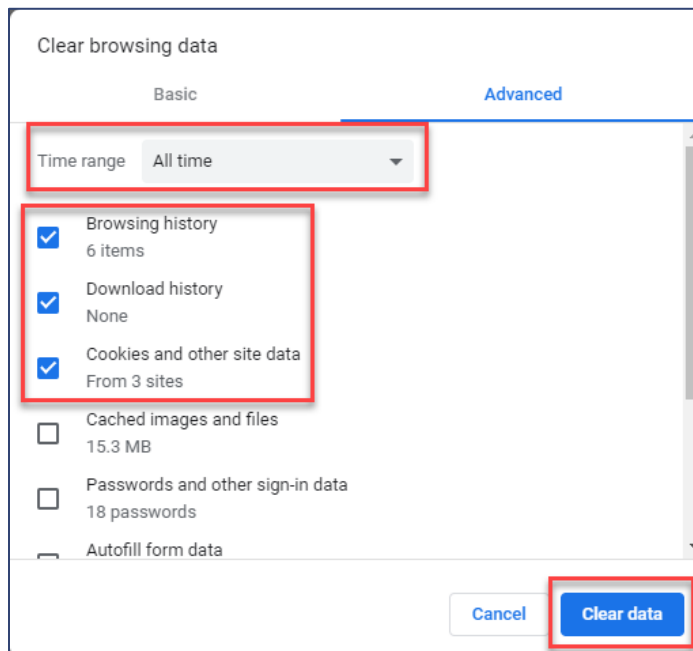 Clear browsing data
Basic Advanced
Time range All time
Browsing history
6 items
Download history
None
Cookies and other site data
From 3 sites
Cached images and files
15.3 MB
Passwords and other sign-in data
18 passwords
Autofill form data
Cancel Clear data